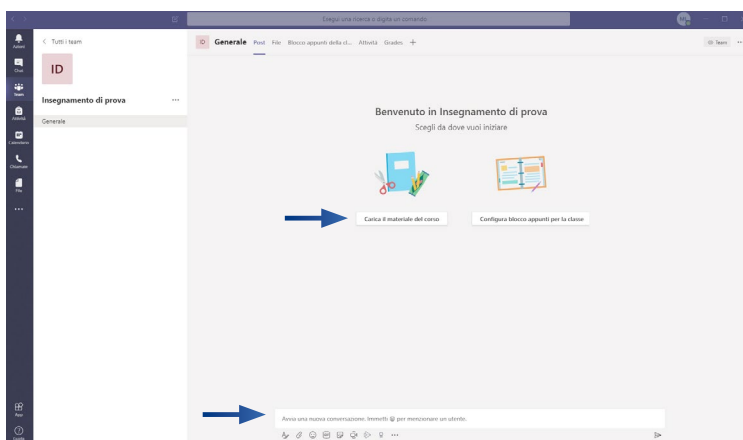 Esegui una ricerca o digita un comando
Azioni
Chat
Team
Attività
Calendario
Chiamate
File
App
Tutti i team
ID
Insegnamento di prova
Generale
ID Generale Post File Blocco appunti della cl... Attività Grades +
Team
Benvenuto in Insegnamento di prova
Scegli da dove vuoi iniziare
Carica il materiale del corso
Configura blocco appunti per la classe
Avvia una nuova conversazione. Immetti @ per menzionare un utente.